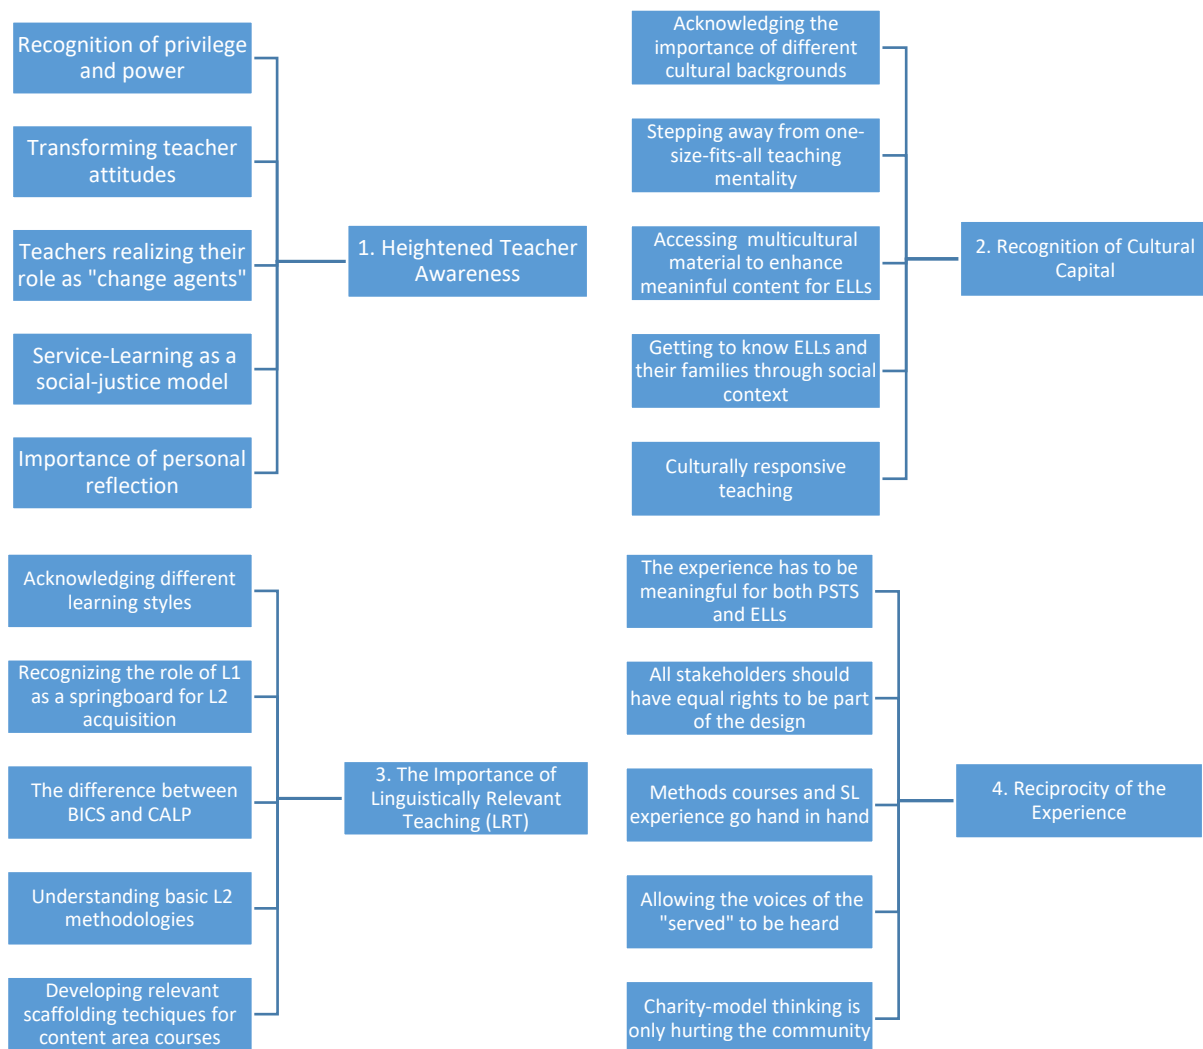 Recognition of privilege
and power
Transforming teacher
attitudes
Teachers realizing their
role as "change agents"
Service-Learning as a
social-justice model
Importance of personal
reflection
1. Heightened Teacher
Awareness
Acknowledging the
importance of different
cultural backgrounds
Stepping away from one-
size-fits-all teaching
mentality
Accessing  multicultural
material to enhance
meaninful content for ELLs
Getting to know ELLs and
their families through social
context
Culturally responsive
teaching
2. Recognition of Cultural
Capital
Acknowledging different
learning styles
Recognizing the role of L1
as a springboard for L2
acquisition
The difference between
BICS and CALP
Understanding basic L2
methodologies
Developing relevant
scaffolding techiques for
content area courses
3. The Importance of
Linguistically Relevant
Teaching (LRT)
The experience has to be
meaningful for both PSTS
and ELLs
All stakeholders should
have equal rights to be part
of the design
Methods courses and SL
experience go hand in hand
Allowing the voices of the
"served" to be heard
Charity-model thinking is
only hurting the community
4. Reciprocity of the
Experience